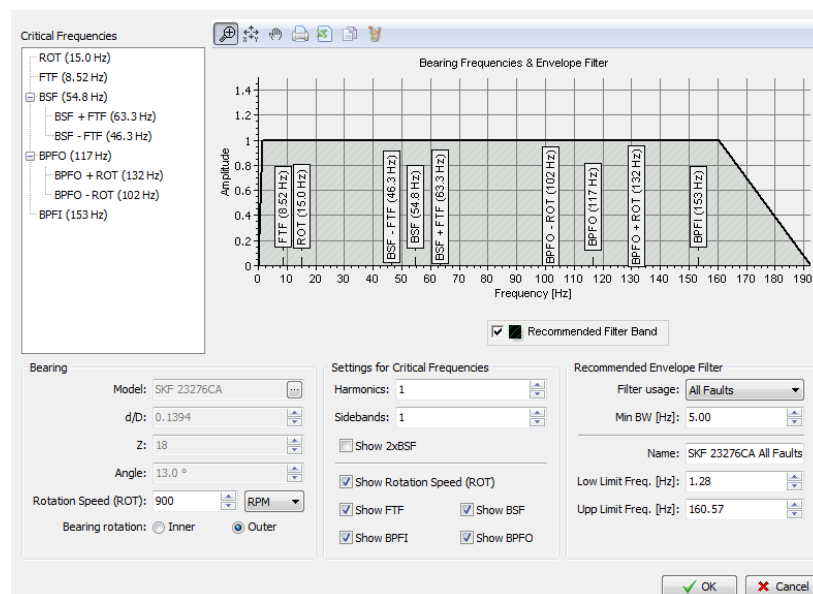 Critical Frequencies
ROT (15.0 Hz)
FTF (8.52 Hz)
BSF (54.8 Hz)
BSF + FTF (63.3 Hz)
BSF - FTF (46.3 Hz)
BPFO (117 Hz)
BPFO + ROT (132 Hz)
BPFO - ROT (102 Hz)
BPFI (153 Hz)
Bearing Frequencies & Envelope Filter
Amplitude
1.4
1.2
1
0.8
0.6
0.4
0.2
0
FTF (8.52 Hz)
ROT (15.0 Hz)
BSF - FTF (46.3 Hz)
BSF (54.8 Hz)
BSF + FTF (63.3 Hz)
BPFO - ROT (102 Hz)
BPFO (117 Hz)
BPFO + ROT (132 Hz)
BPFI (153 Hz)
0 10 20 30 40 50 60 70 80 90 100 110 120 130 140 150 160 170 180 190
Frequency [Hz]
Recommended Filter Band
Bearing
Model: SKF 23276CA ...
d/D: 0.1394
Z: 18
Angle: 13.0 °
Rotation Speed (ROT): 900 RPM
Bearing rotation: Inner Outer
Settings for Critical Frequencies
Harmonics: 1
Sidebands: 1
Show 2xBSF
Show Rotation Speed (ROT)
Show FTF Show BSF
Show BPFI Show BPFO
Recommended Envelope Filter
Filter usage: All Faults
Min BW [Hz]: 5.00
Name: SKF 23276CA All Faults
Low Limit Freq. [Hz]: 1.28
Upp Limit Freq. [Hz]: 160.57
OK Cancel